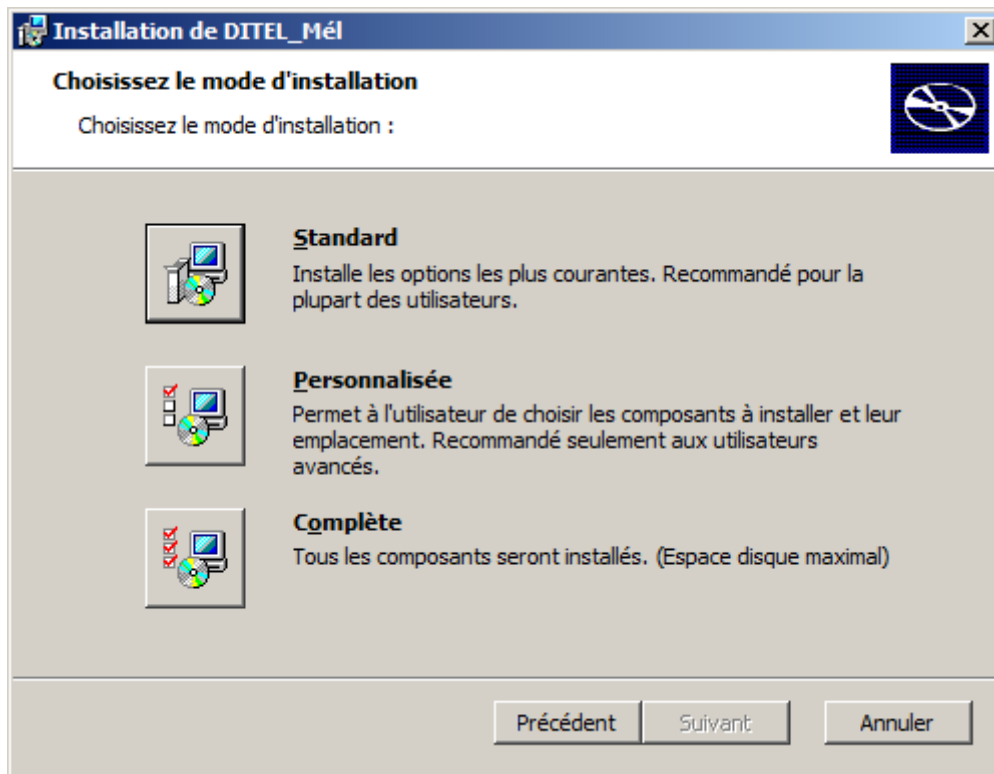 Installation de DITEL_Mél
Choisissez le mode d'installation
Choisissez le mode d'installation :
Standard
Installe les options les plus courantes. Recommandé pour la
plupart des utilisateurs.
Personnalisée
Permet à l'utilisateur de choisir les composants à installer et leur
emplacement. Recommandé seulement aux utilisateurs
avancés.
Complète
Tous les composants seront installés. (Espace disque maximal)
Précédent Suivant Annuler